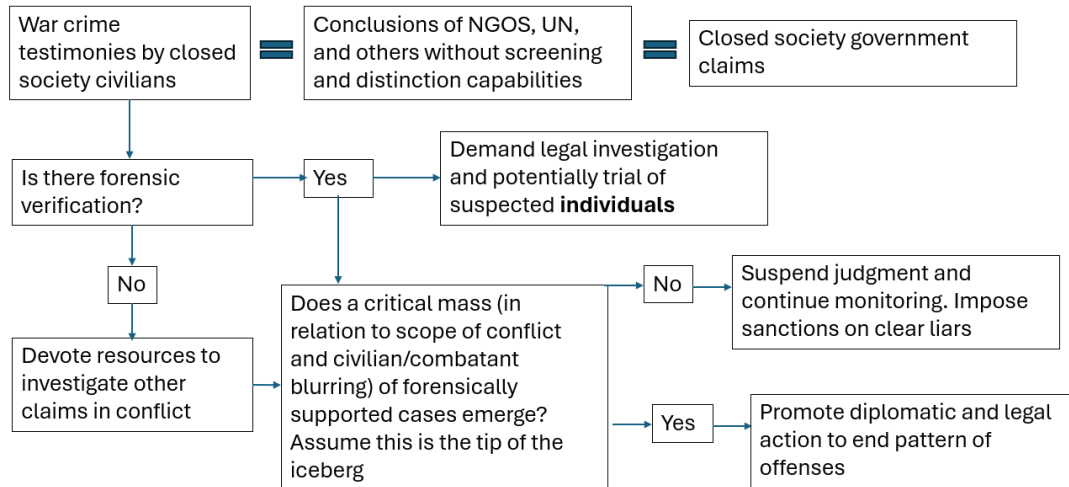 War crime
testimonies by closed
society civilians
Conclusions of NGOS, UN,
and others without screening
and distinction capabilities
Closed society government
claims
Is there forensic
verification?
Yes
Demand legal investigation
and potentially trial of
suspected individuals
No
Devote resources to
investigate other
claims in conflict
Does a critical mass (in
relation to scope of conflict
and civilian/combatant
blurring) of forensically
supported cases emerge?
Assume this is the tip of the
iceberg
No
Suspend judgment and
continue monitoring. Impose
sanctions on clear liars
Yes
Promote diplomatic and legal
action to end pattern of
offenses